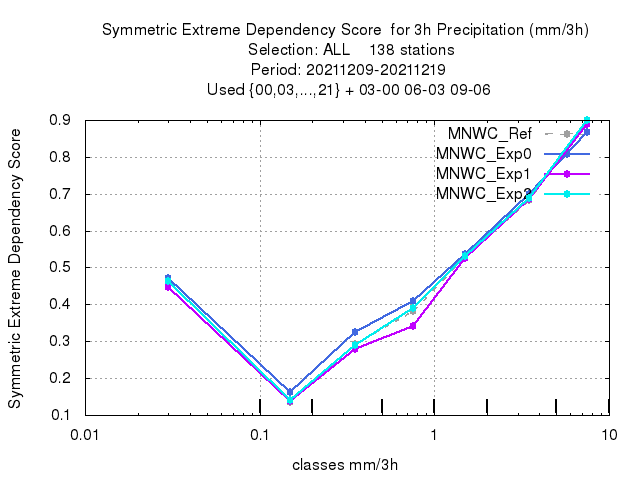 Symmetric Extreme Dependency Score for 3h Precipitation (mm/3h)
Selection: ALL 138 stations
Period: 20211209-20211219
Used {00,03,...,21} + 03-00 06-03 09-06
Symmetric Extreme Dependency Score
0.9
0.8
0.7
0.6
0.5
0.4
0.3
0.2
0.1
MNWC_Ref
MNWC_Exp0
MNWC_Exp1
MNWC_Exp2
0.01
0.1
1
10
classes mm/3h